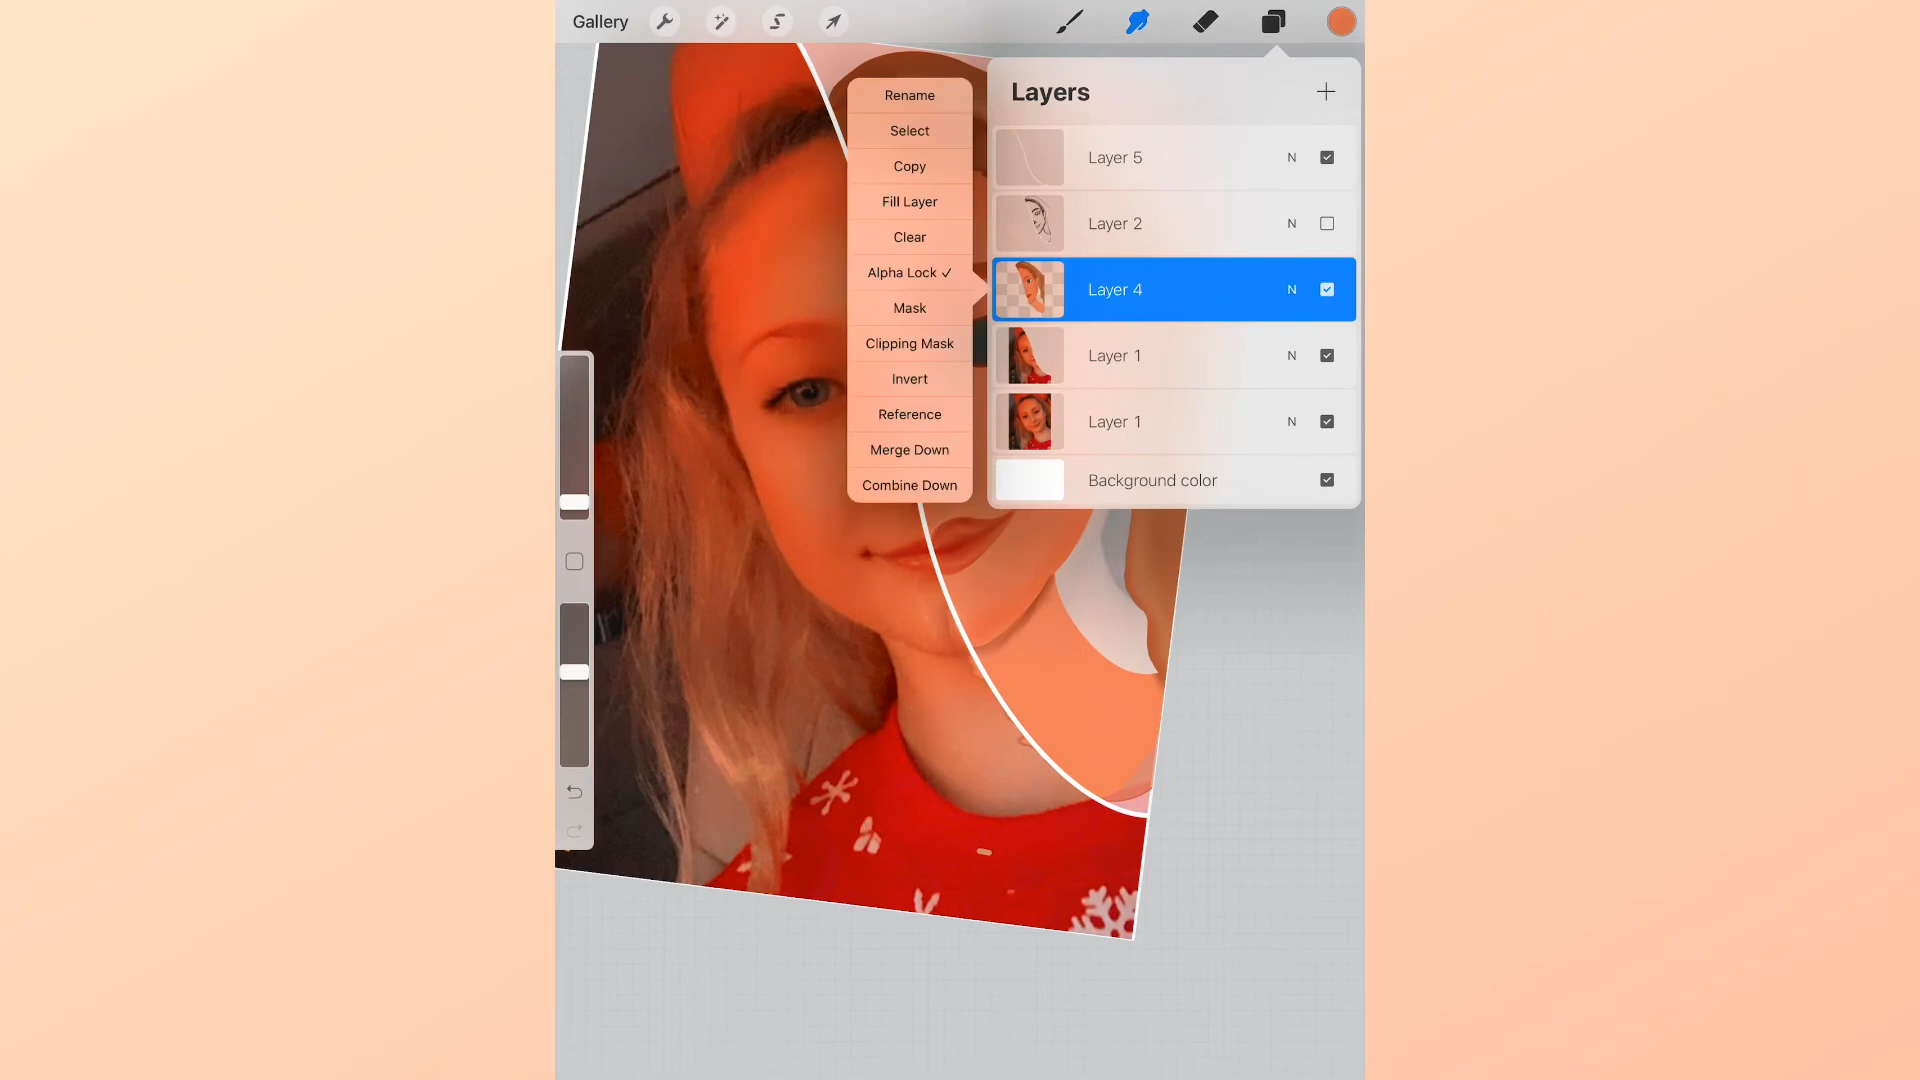 Gallery
Layers
Rename
Select
Copy
Fill Layer
Clear
Alpha Lock ✓
Mask
Clipping Mask
Invert
Reference
Merge Down
Combine Down
Layer 5 N
Layer 2 N
Layer 4 N
Layer 1 N
Layer 1 N
Background color